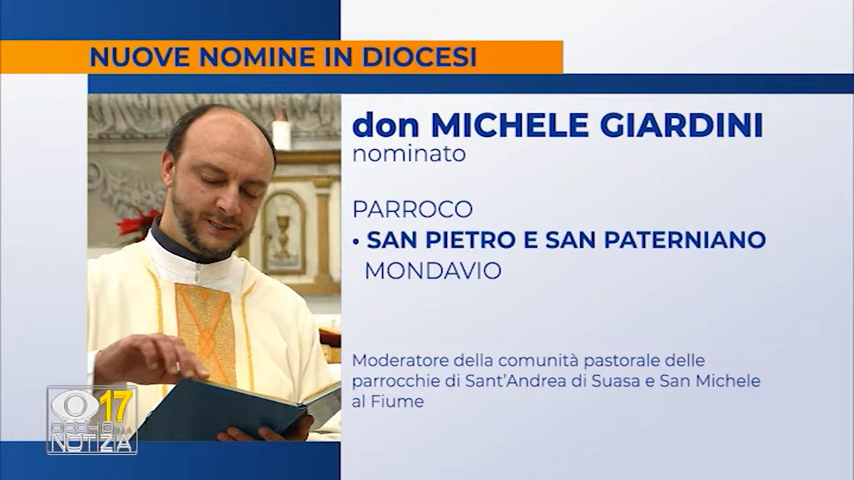 NUOVE NOMINE IN DIOCESI
don MICHELE GIARDINI
nominato
PARROCO
• SAN PIETRO E SAN PATERNIANO
MONDAVIO
Moderatore della comunità pastorale delle
parrocchie di Sant'Andrea di Suasa e San Michele
al Fiume
17
OCCHIO
NOTIZIA